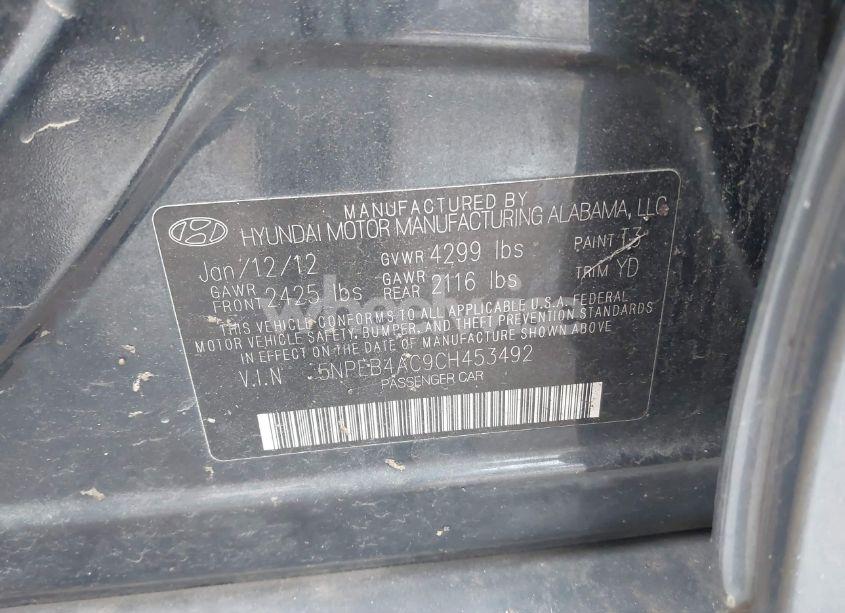 MANUFACTURED BY
HYUNDAI MOTOR MANUFACTURING ALABAMA, LLC
Jan/12/12 GVWR 4299 lbs PAINT T3
GAWR FRONT 2425 lbs GAWR REAR 2116 lbs TRIM YD
THIS VEHICLE CONFORMS TO ALL APPLICABLE U.S.A. FEDERAL
MOTOR VEHICLE SAFETY, BUMPER, AND THEFT PREVENTION STANDARDS
IN EFFECT ON THE DATE OF MANUFACTURE SHOWN ABOVE
V.I.N 5NPEB4AC9CH453492
PASSENGER CAR